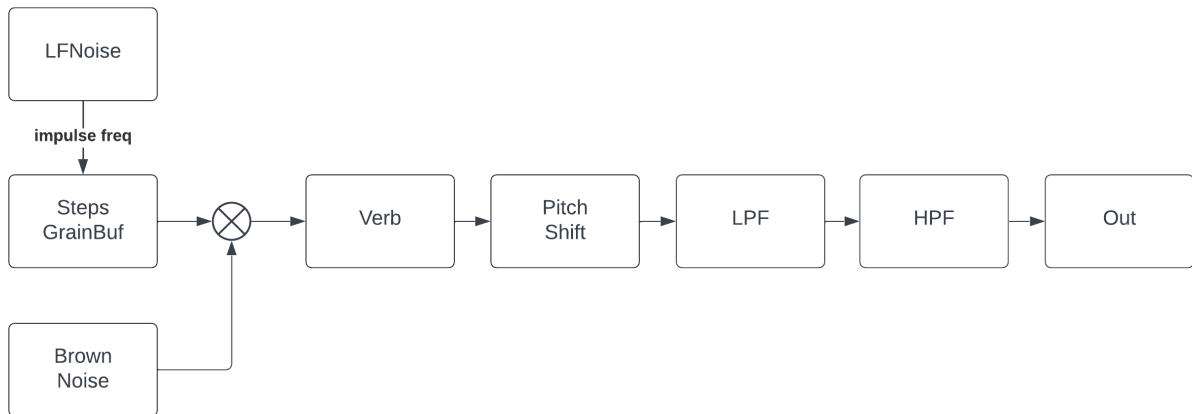 LFNoise
impulse freq
Steps
GrainBuf
Verb
Pitch
Shift
LPF
HPF
Out
Brown
Noise